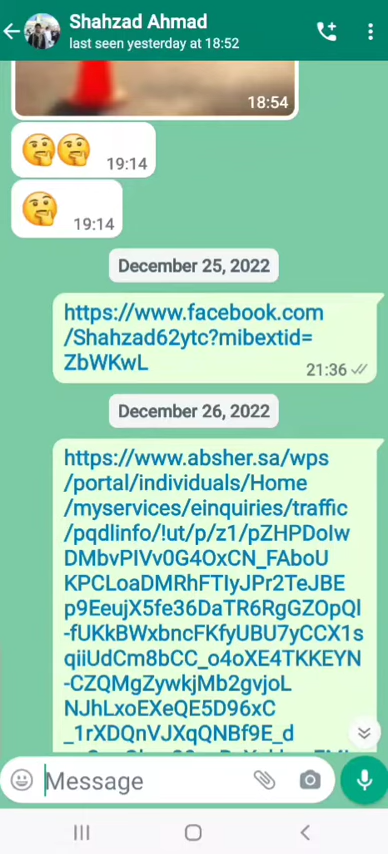 Shahzad Ahmad
last seen yesterday at 18:52
18:54
19:14
19:14
December 25, 2022
https://www.facebook.com
/Shahzad62ytc?mibextid=
ZbWKwL
21:36
December 26, 2022
https://www.absher.sa/wps
/portal/individuals/Home
/myservices/einquiries/traffic
/pqdlinfo/!ut/p/z1/pZHPDolw
DMbvPIVv0G4OxCN_FAboU
KPCLoaDMRhFTIyJPr2TeJBE
p9EeujX5fe36DaTR6RgGZOpQl
-fUKkBWxbncFKfyUBU7yCCX1s
qiiUdCm8bCC_o4oXE4TKKEYN
-CZQMgZywkjMb2gvjoL
NJhLxoEXeQE5D96xC
_1rXDQnVJXqQNBf9E_d
Message